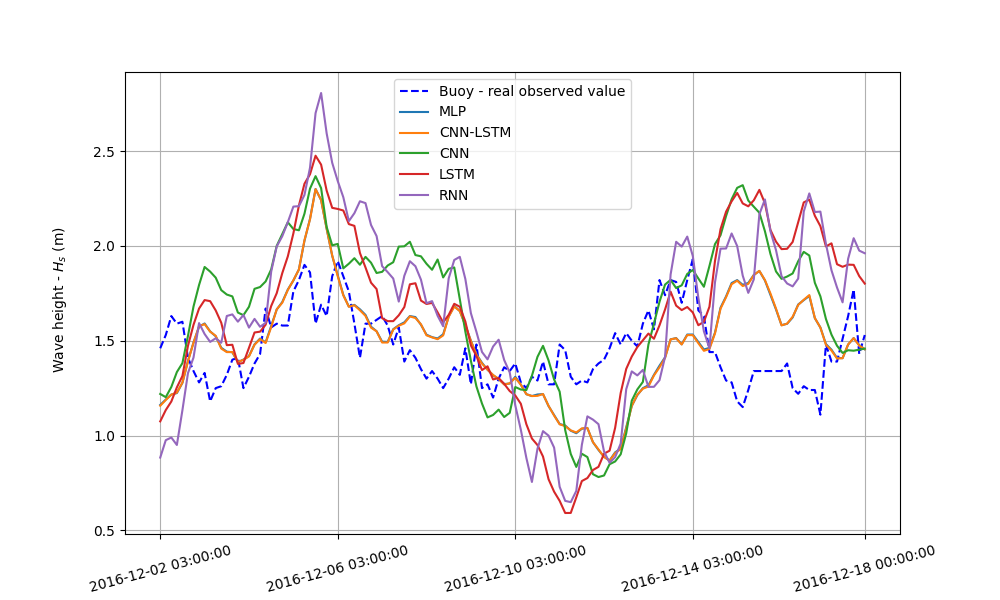 Buoy - real observed value
MLP
CNN-LSTM
CNN
LSTM
RNN
Wave height - Hₛ (m)
2.5
2.0
1.5
1.0
0.5
2016-12-02 03:00:00
2016-12-06 03:00:00
2016-12-10 03:00:00
2016-12-14 03:00:00
2016-12-18 00:00:00